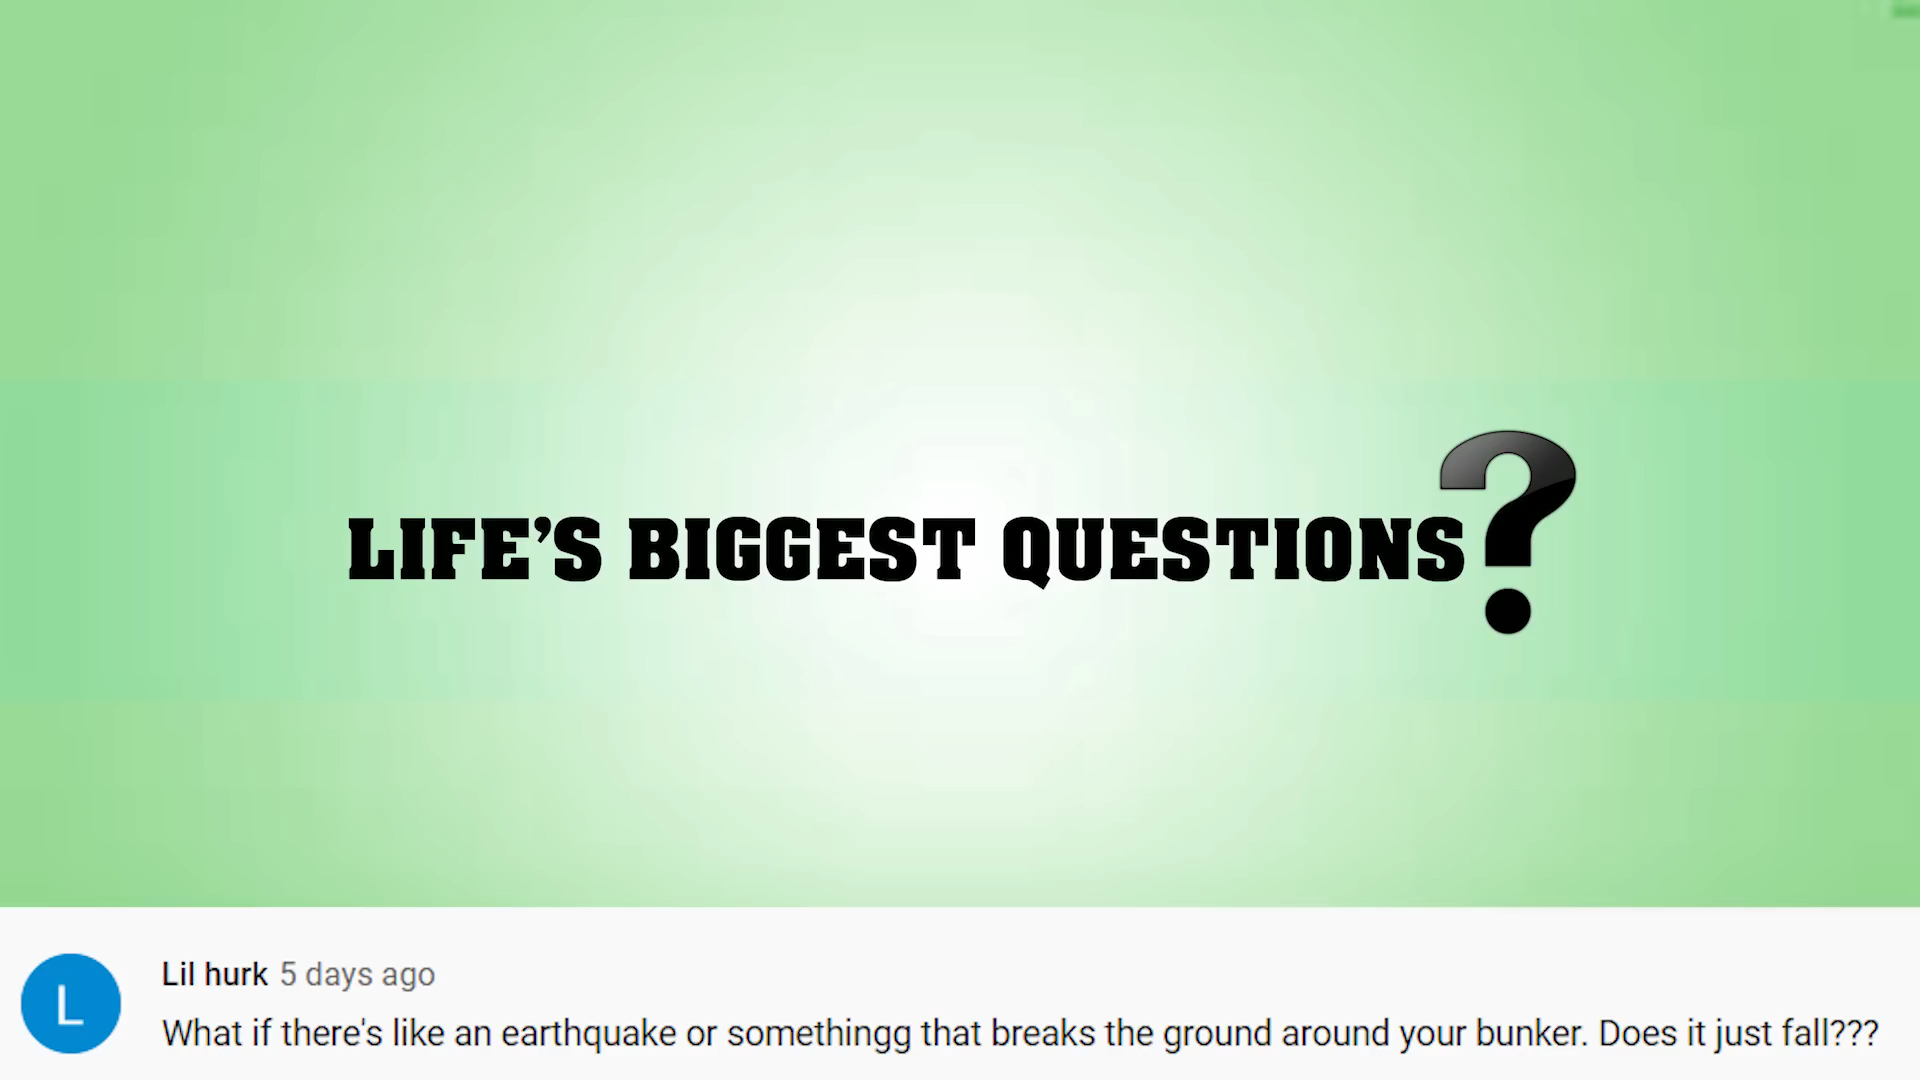 LIFE’S BIGGEST QUESTIONS?
L
Lil hurk 5 days ago
What if there's like an earthquake or somethingg that breaks the ground around your bunker. Does it just fall???